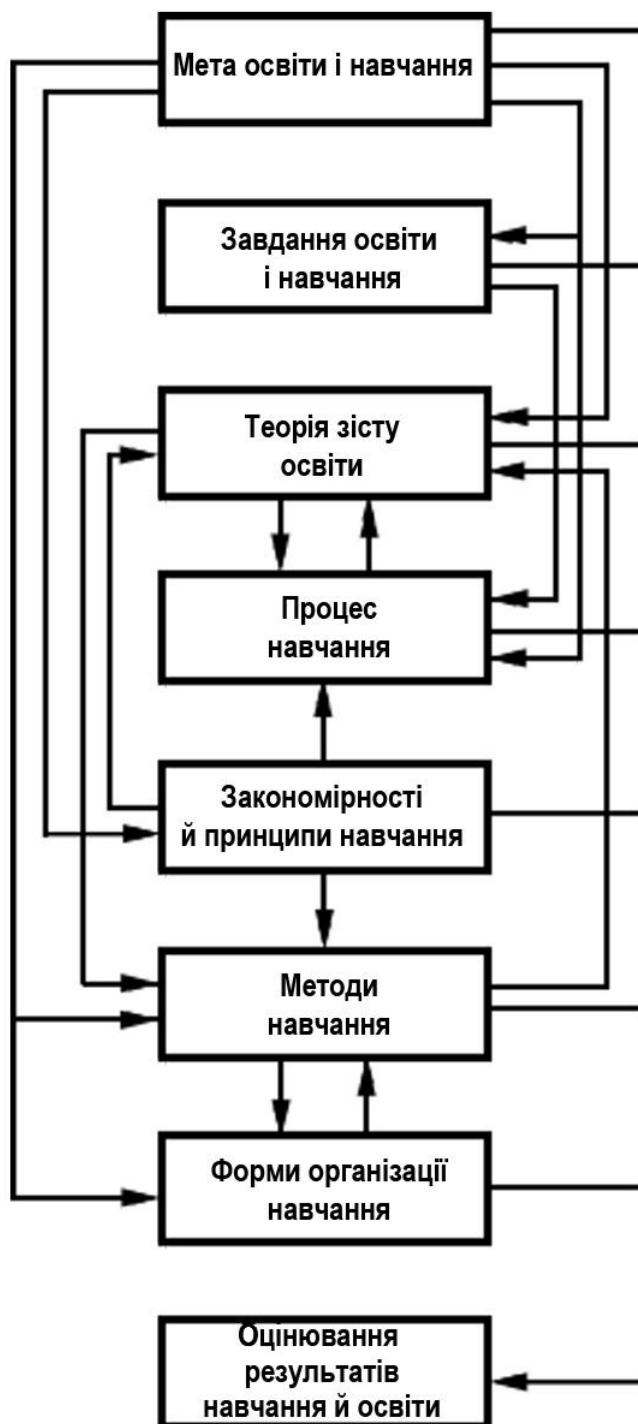 Мета освіти і навчання
Завдання освіти
і навчання
Теорія зісту
освіти
Процес
навчання
Закономірності
й принципи навчання
Методи
навчання
Форми організації
навчання
Оцінювання
результатів
навчання й освіти